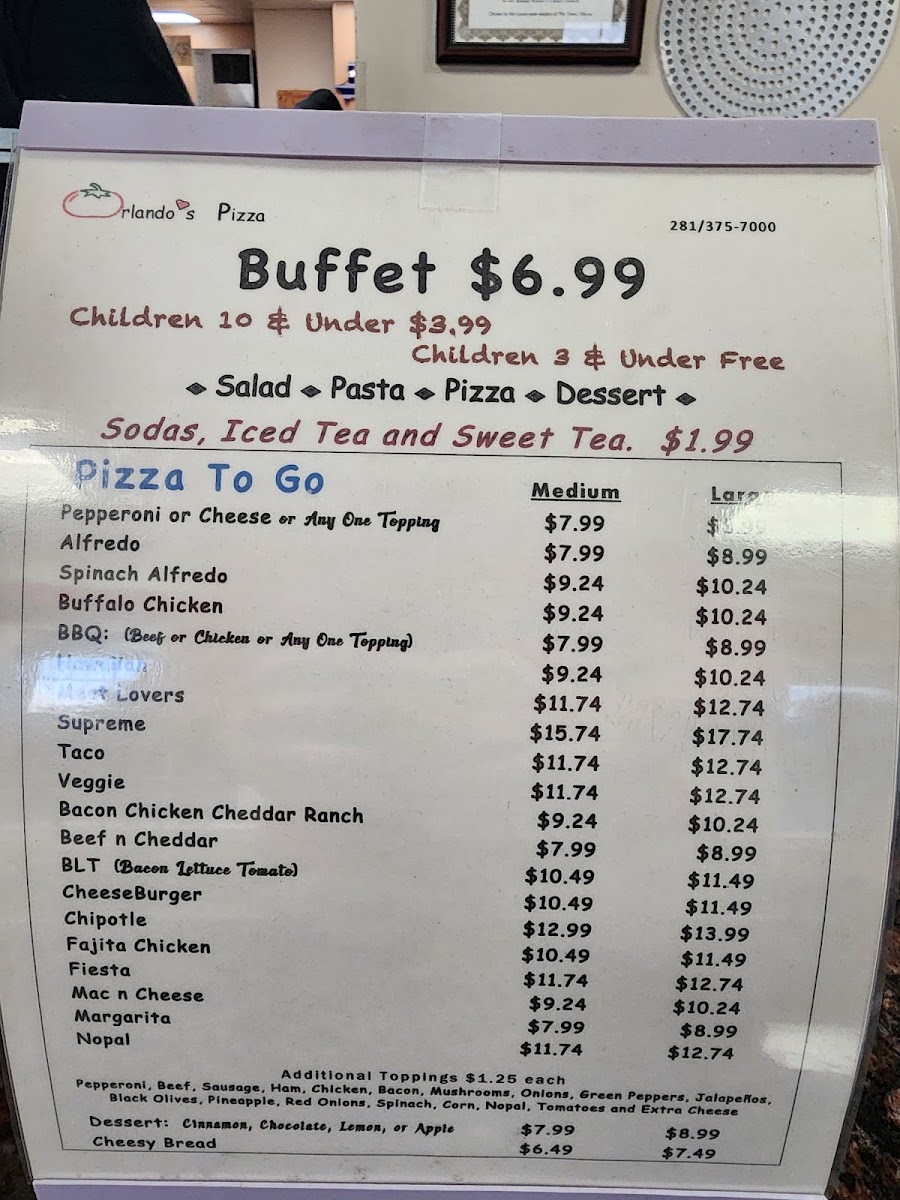 Orlando's Pizza
281/375-7000
Buffet $6.99
Children 10 & Under $3.99
Children 3 & Under Free
Salad Pasta Pizza Dessert
Sodas, Iced Tea and Sweet Tea. $1.99
Pizza To Go Medium
Pepperoni or Cheese or Any One Topping $7.99 $8.99
Alfredo $7.99 $8.99
Spinach Alfredo $9.24 $10.24
Buffalo Chicken $9.24 $10.24
BBQ: (Beef or Chicken or Any One Topping) $7.99 $8.99
Hawaiian $9.24 $10.24
Meat Lovers $11.74 $12.74
Supreme $15.74 $17.74
Taco $11.74 $12.74
Veggie $11.74 $12.74
Bacon Chicken Cheddar Ranch $9.24 $10.24
Beef n Cheddar $7.99 $8.99
BLT (Bacon Lettuce Tomato) $10.49 $11.49
CheeseBurger $10.49 $11.49
Chipotle $12.99 $13.99
Fajita Chicken $10.49 $11.49
Fiesta $11.74 $12.74
Mac n Cheese $9.24 $10.24
Margarita $7.99 $8.99
Nopal $11.74 $12.74
Additional Toppings $1.25 each
Pepperoni, Beef, Sausage, Ham, Chicken, Bacon, Mushrooms, Onions, Green Peppers, Jalapeños,
Black Olives, Pineapple, Red Onions, Spinach, Corn, Nopal, Tomatoes and Extra Cheese
Dessert: Cinnamon, Chocolate, Lemon, or Apple $7.99 $8.99
Cheesy Bread $6.49 $7.49